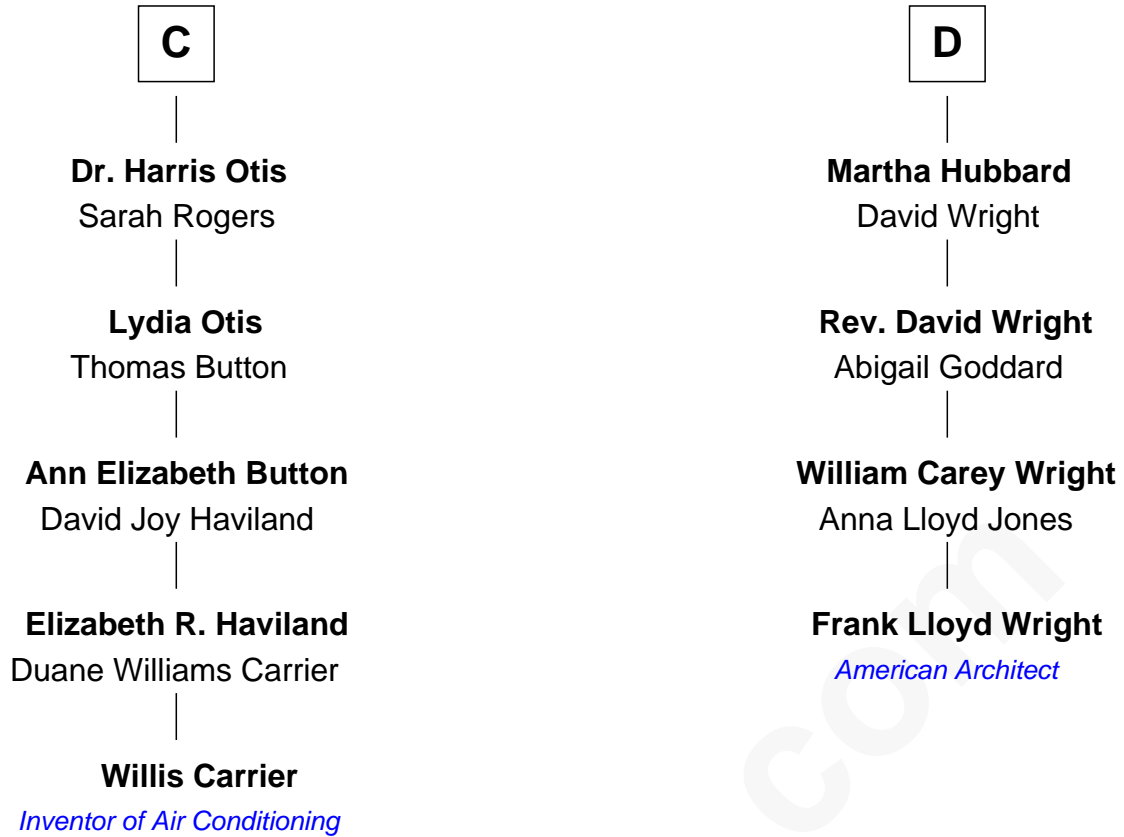 C
Dr. Harris Otis
Sarah Rogers
Lydia Otis
Thomas Button
Ann Elizabeth Button
David Joy Haviland
Elizabeth R. Haviland
Duane Williams Carrier
Willis Carrier
Inventor of Air Conditioning
D
Martha Hubbard
David Wright
Rev. David Wright
Abigail Goddard
William Carey Wright
Anna Lloyd Jones
Frank Lloyd Wright
American Architect
com